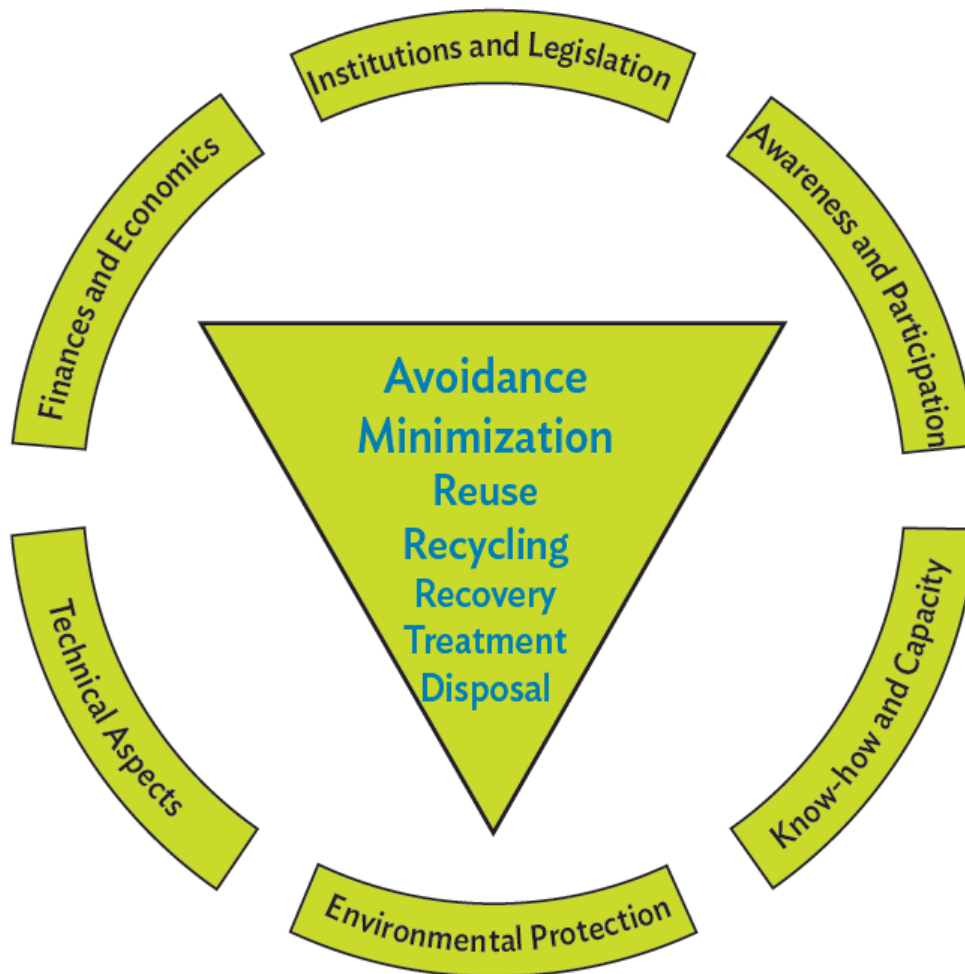 Institutions and Legislation
Awareness and Participation
Finances and Economics
Avoidance
Minimization
Reuse
Recycling
Recovery
Treatment
Disposal
Technical Aspects
Know-how and Capacity
Environmental Protection